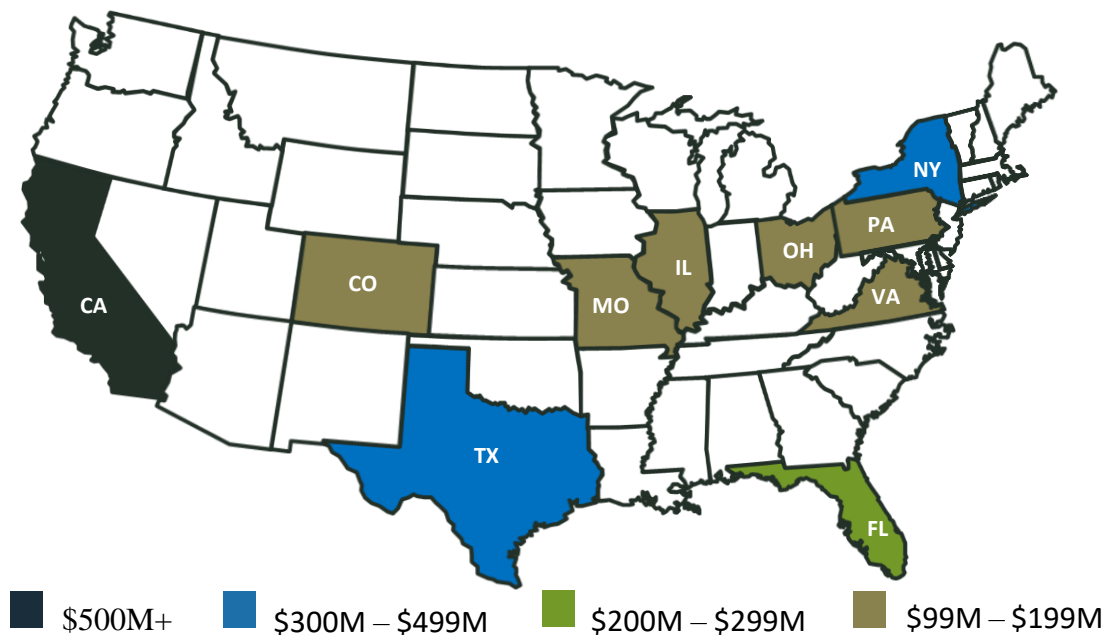 NY
PA
OH
IL
CO
VA
CA
MO
TX
FL
$500M+
$300M – $499M
$200M – $299M
$99M – $199M